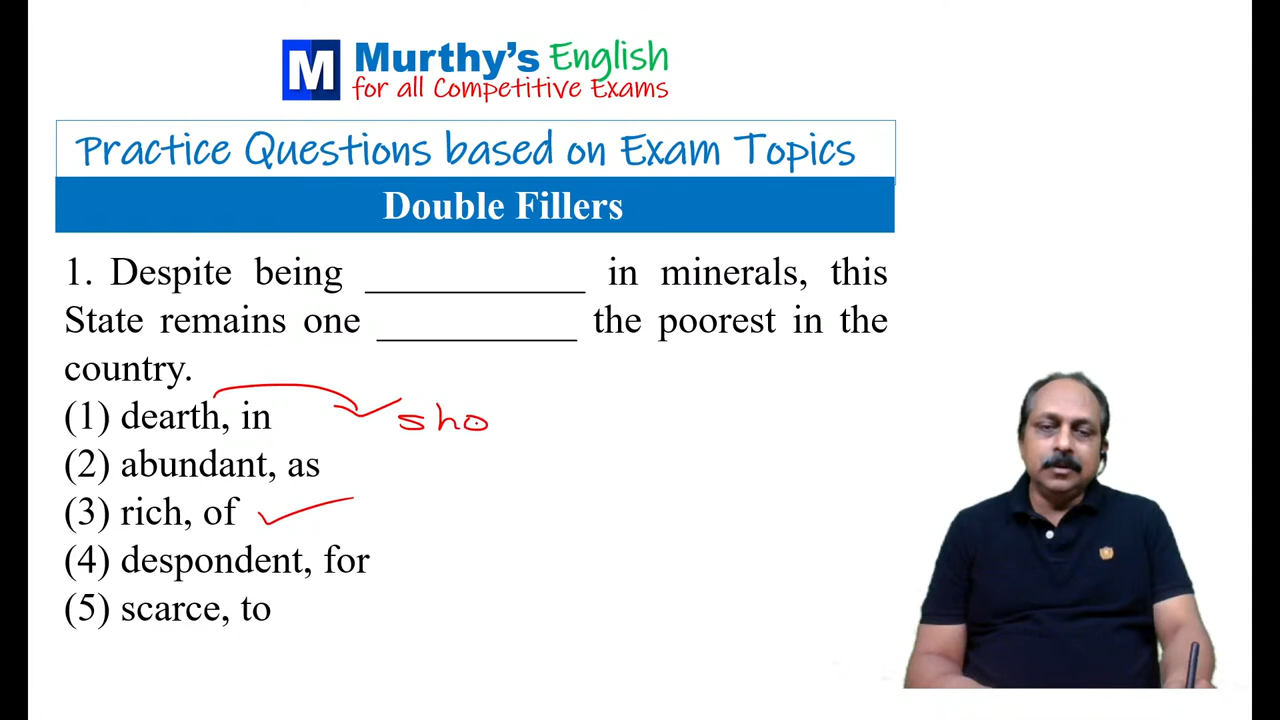 M Murthy's English
for all Competitive Exams
Practice Questions based on Exam Topics
Double Fillers
1. Despite being ___________ in minerals, this
State remains one __________ the poorest in the
country.
(1) dearth, in sho
(2) abundant, as
(3) rich, of
(4) despondent, for
(5) scarce, to